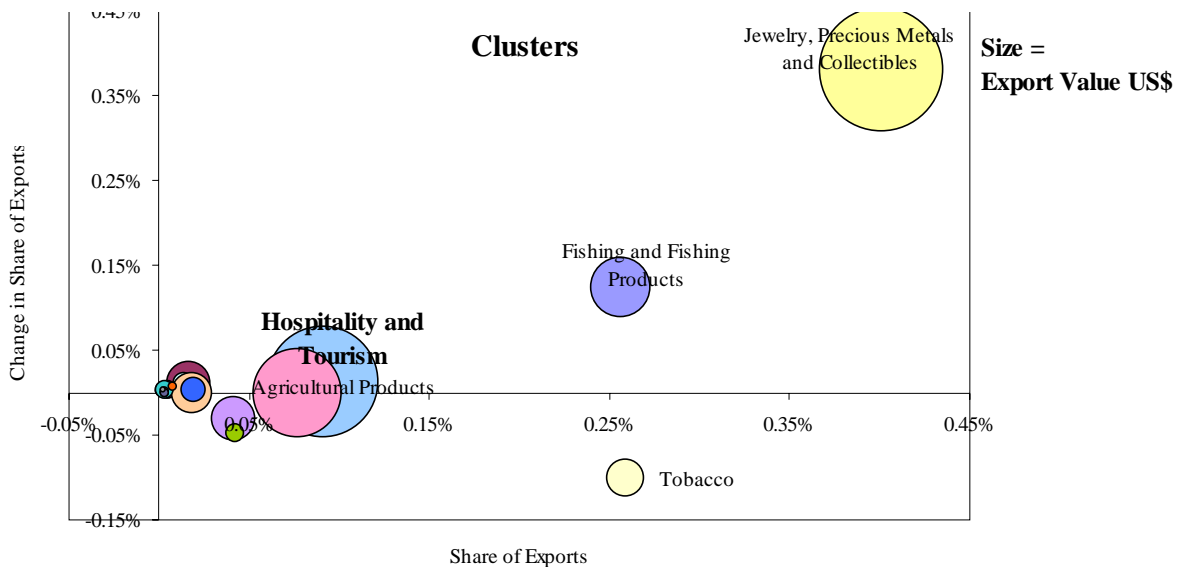 0.45%
Clusters
Jewelry, Precious Metals
and Collectibles
Size =
Export Value US$
0.35%
0.25%
Change in Share of Exports
0.15%
Fishing and Fishing
Products
0.05%
Hospitality and
Tourism
Agricultural Products
-0.05%
0.05%
0.15%
0.25%
0.35%
0.45%
-0.05%
Tobacco
-0.15%
Share of Exports